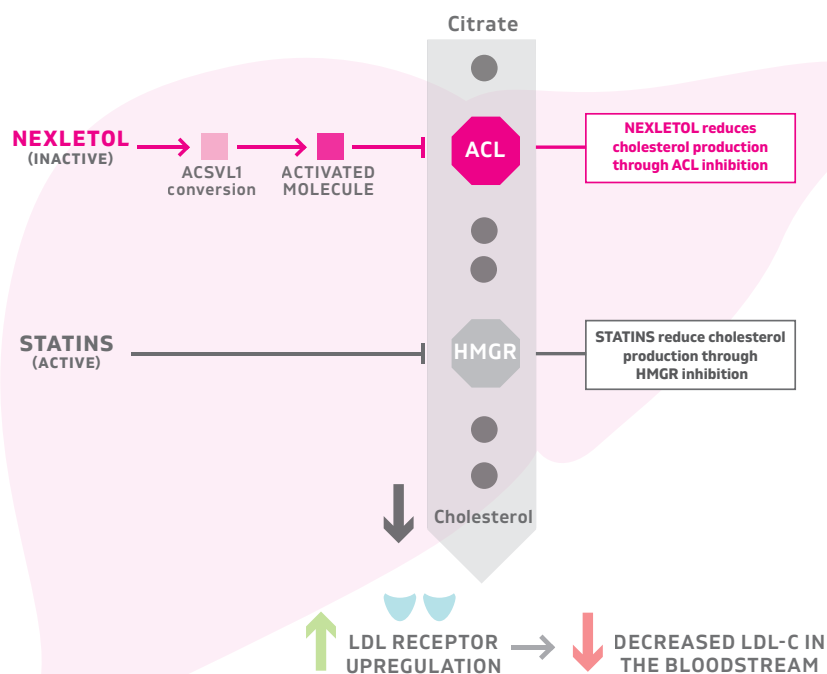 Citrate
NEXLETOL
(INACTIVE)
ACSVL1
conversion
ACTIVATED
MOLECULE
ACL
NEXLETOL reduces
cholesterol production
through ACL inhibition
STATINS
(ACTIVE)
HMGR
STATINS reduce cholesterol
production through
HMGR inhibition
Cholesterol
LDL RECEPTOR
UPREGULATION
DECREASED LDL-C IN
THE BLOODSTREAM